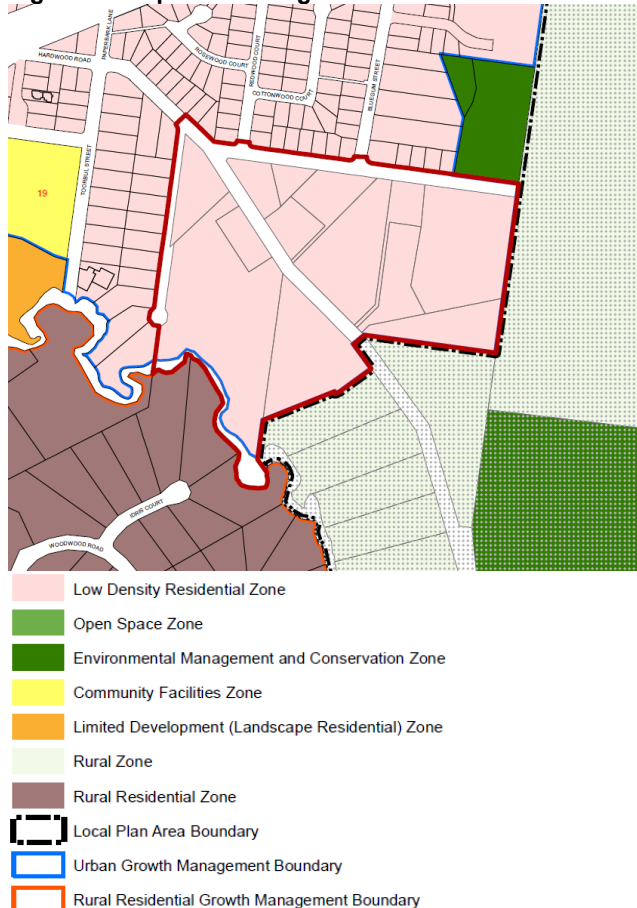 HARDWOOD ROAD
PAPERBARK LANE
ROSEWOOD COURT
REDWOOD COURT
COTTONWOOD COURT
BLUEGUM STREET
TOORBUL STREET
19
IDRIS COURT
WOODWOOD ROAD
Low Density Residential Zone
Open Space Zone
Environmental Management and Conservation Zone
Community Facilities Zone
Limited Development (Landscape Residential) Zone
Rural Zone
Rural Residential Zone
Local Plan Area Boundary
Urban Growth Management Boundary
Rural Residential Growth Management Boundary